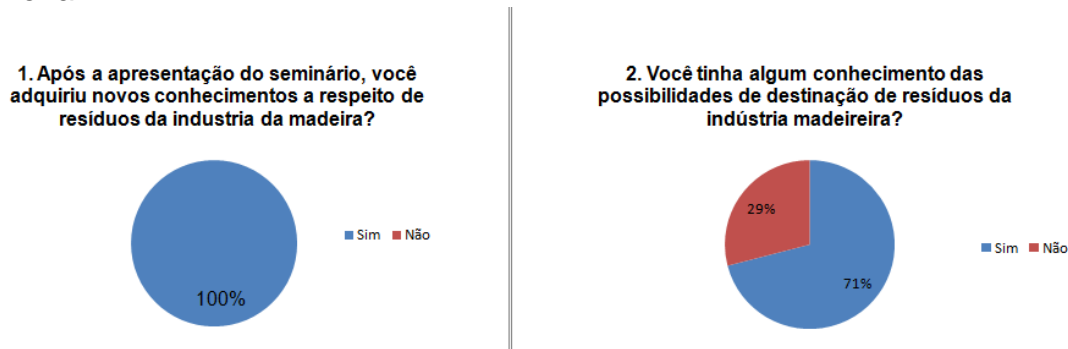 1. Após a apresentação do seminário, você
adquiriu novos conhecimentos a respeito de
resíduos da industria da madeira?
100%
Sim Não
2. Você tinha algum conhecimento das
possibilidades de destinação de resíduos da
indústria madeireira?
29%
71%
Sim Não